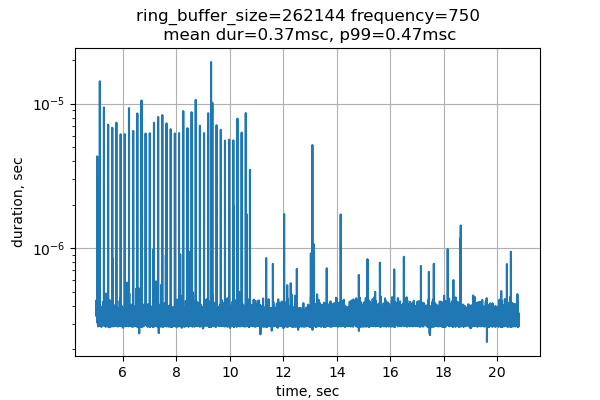 ring_buffer_size=262144 frequency=750
mean dur=0.37msc, p99=0.47msc
duration, sec
10^-5
10^-6
6 8 10 12 14 16 18 20
time, sec